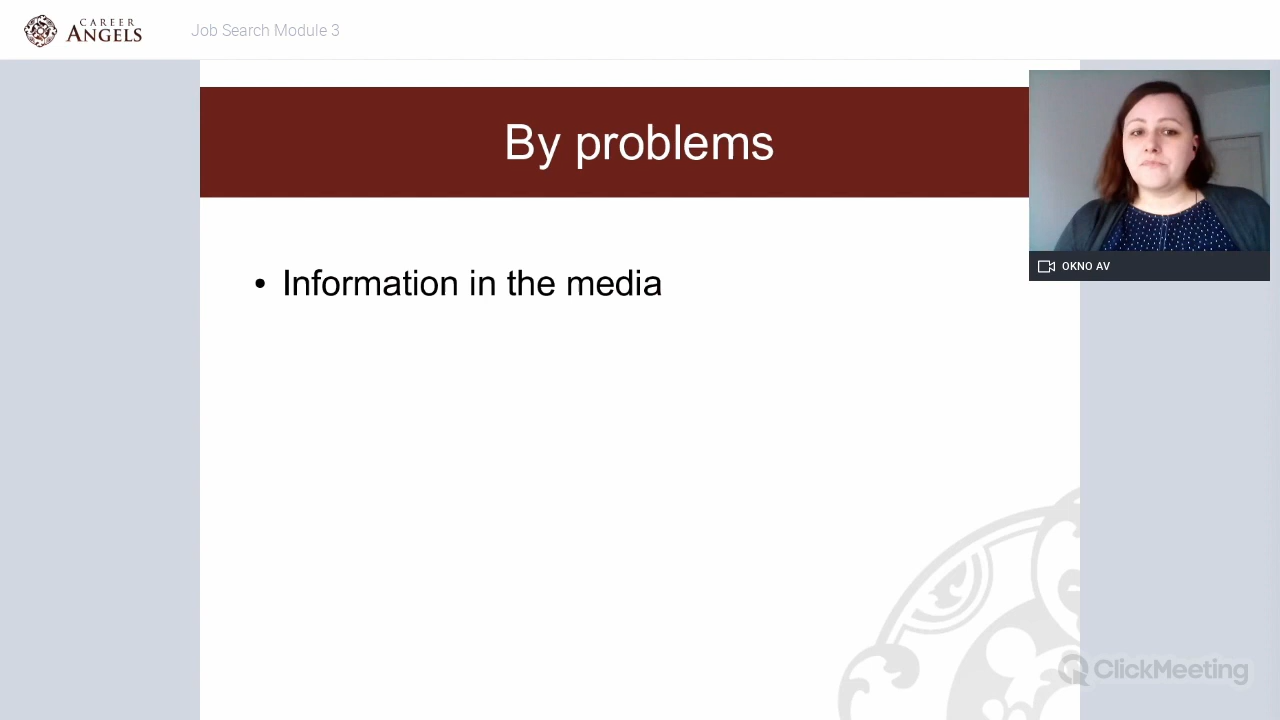 CAREER
ANGELS
Job Search Module 3
By problems
OKNO AV
• Information in the media
ClickMeeting